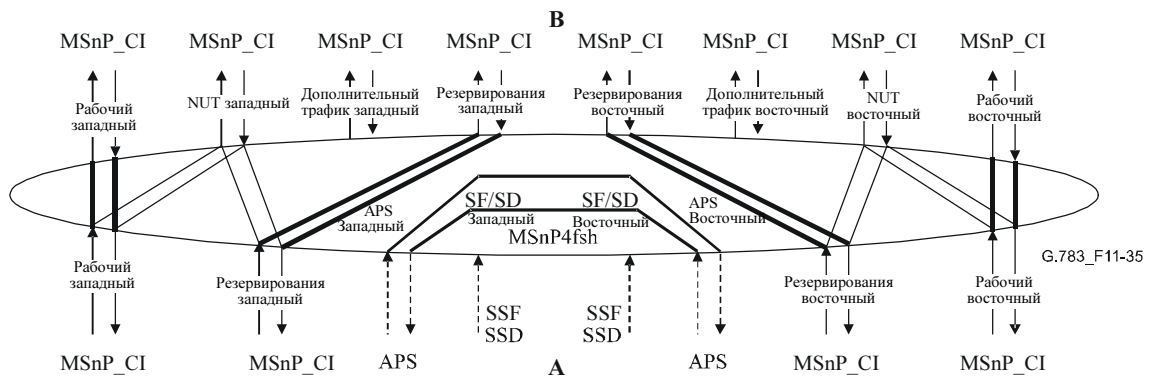 B
MSnP_CI MSnP_CI MSnP_CI MSnP_CI MSnP_CI MSnP_CI MSnP_CI MSnP_CI
Рабочий
западный
NUT западный
Дополнительный
трафик западный
Резервирования
западный
Резервирования
восточный
Дополнительный
трафик восточный
NUT
восточный
Рабочий
восточный
APS
Западный
SF/SD
Западный
SF/SD
Восточный
APS
Восточный
MSnP4fsh
G.783_F11-35
Рабочий
западный
Резервирования
западный
Резервирования
восточный
Рабочий
восточный
SSF
SSD
SSF
SSD
MSnP_CI MSnP_CI APS A APS MSnP_CI MSnP_CI